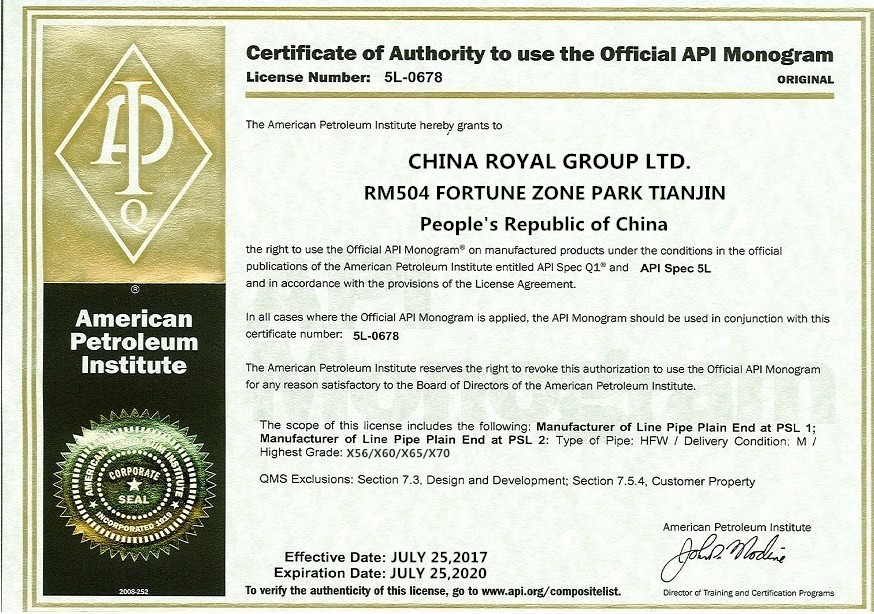 Certificate of Authority to use the Official API Monogram
License Number: 5L-0678
ORIGINAL
The American Petroleum Institute hereby grants to
CHINA ROYAL GROUP LTD.
RM504 FORTUNE ZONE PARK TIANJIN
People's Republic of China
the right to use the Official API Monogram® on manufactured products under the conditions in the official
publications of the American Petroleum Institute entitled API Spec Q1® and API Spec 5L
and in accordance with the provisions of the License Agreement.
In all cases where the Official API Monogram is applied, the API Monogram should be used in conjunction with this
certificate number: 5L-0678
The American Petroleum Institute reserves the right to revoke this authorization to use the Official API Monogram
for any reason satisfactory to the Board of Directors of the American Petroleum Institute.
The scope of this license includes the following: Manufacturer of Line Pipe Plain End at PSL 1;
Manufacturer of Line Pipe Plain End at PSL 2: Type of Pipe: HFW / Delivery Condition: M /
Highest Grade: X56/X60/X65/X70
QMS Exclusions: Section 7.3, Design and Development; Section 7.5.4, Customer Property
American Petroleum Institute
Effective Date: JULY 25,2017
Expiration Date: JULY 25,2020
To verify the authenticity of this license, go to www.api.org/compositelist.
Director of Training and Certification Programs
API
Q
®
American
Petroleum
Institute
AMERICAN PETROLEUM INSTITUTE
CORPORATE
SEAL
INCORPORATED 1919
2008-252